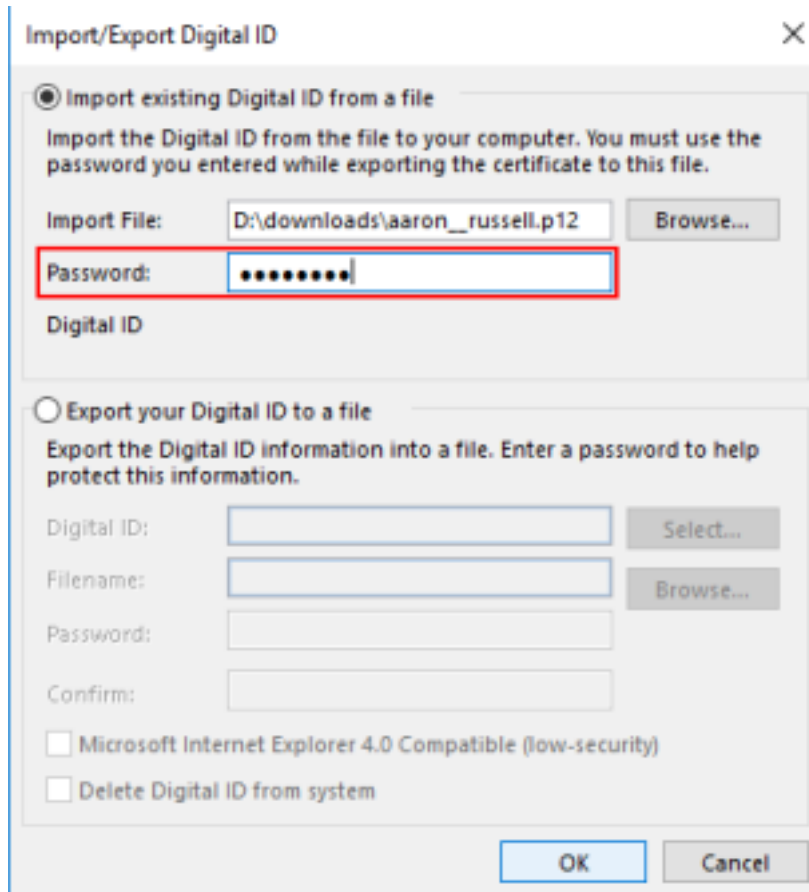 Import/Export Digital ID
Import existing Digital ID from a file
Import the Digital ID from the file to your computer. You must use the
password you entered while exporting the certificate to this file.
Import File: D:\downloads\aaron__russell.p12 Browse...
Password: ●●●●●●●●
Digital ID
Export your Digital ID to a file
Export the Digital ID information into a file. Enter a password to help
protect this information.
Digital ID: Select...
Filename: Browse...
Password:
Confirm:
Microsoft Internet Explorer 4.0 Compatible (low-security)
Delete Digital ID from system
OK Cancel